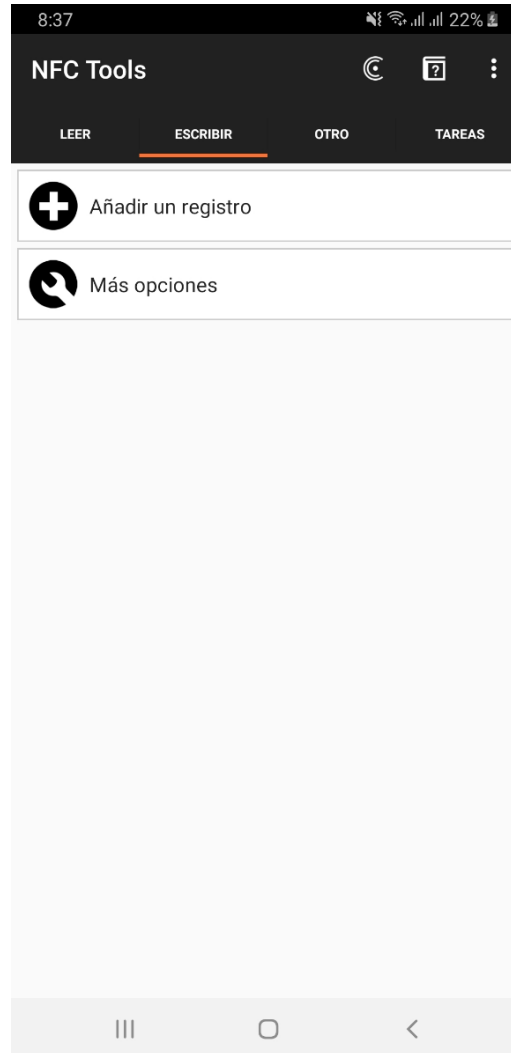 8:37 22%
NFC Tools
LEER ESCRIBIR OTRO TAREAS
Añadir un registro
Más opciones